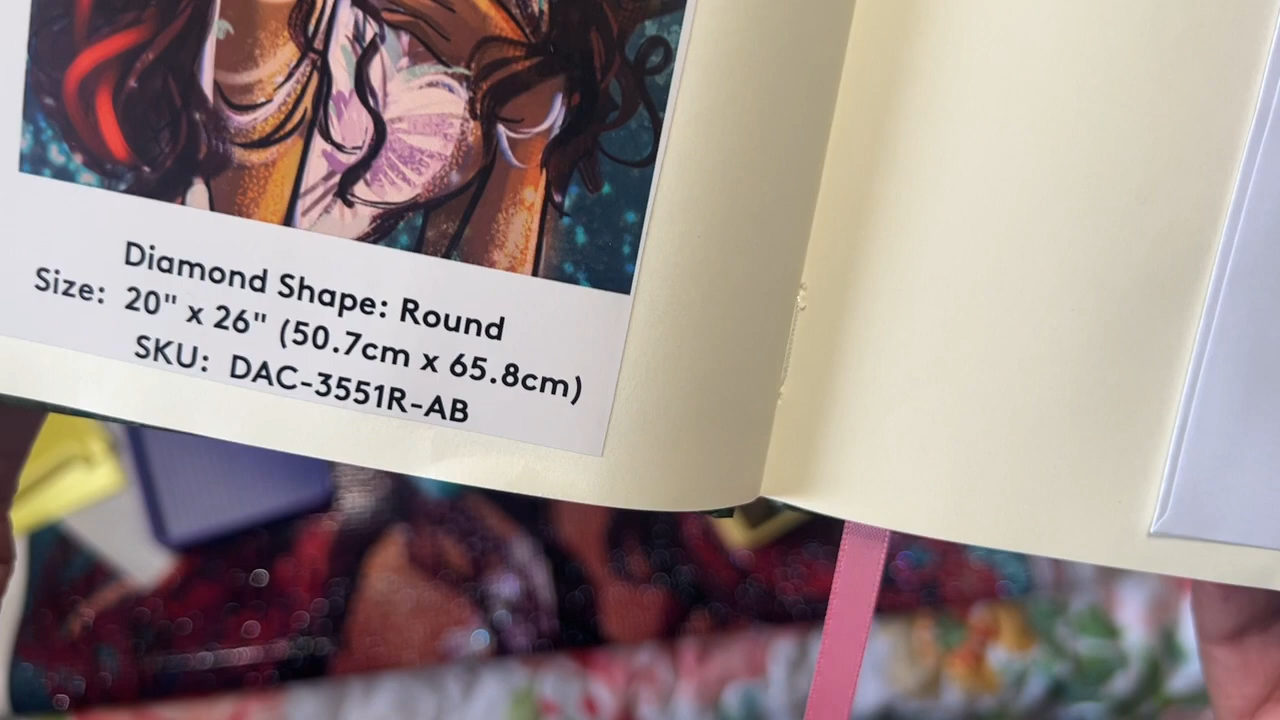 Diamond Shape: Round
Size: 20" x 26" (50.7cm x 65.8cm)
SKU: DAC-3551R-AB